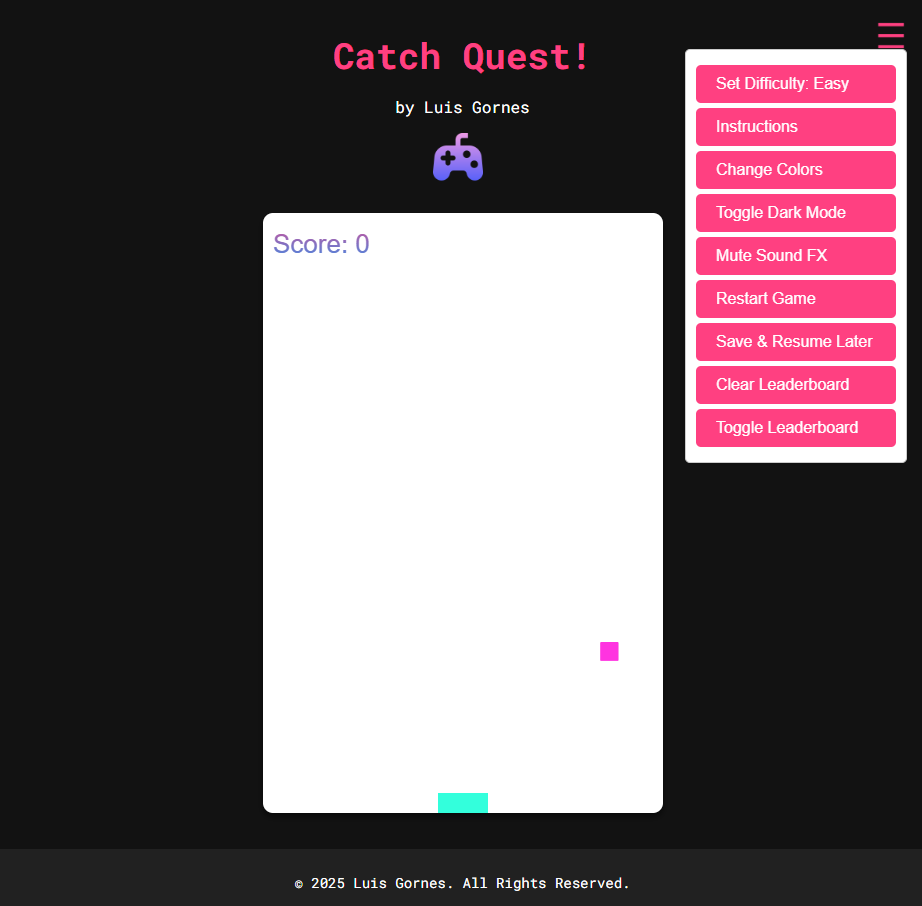 Catch Quest!
by Luis Gornes
Score: 0
Set Difficulty: Easy
Instructions
Change Colors
Toggle Dark Mode
Mute Sound FX
Restart Game
Save & Resume Later
Clear Leaderboard
Toggle Leaderboard
© 2025 Luis Gornes. All Rights Reserved.